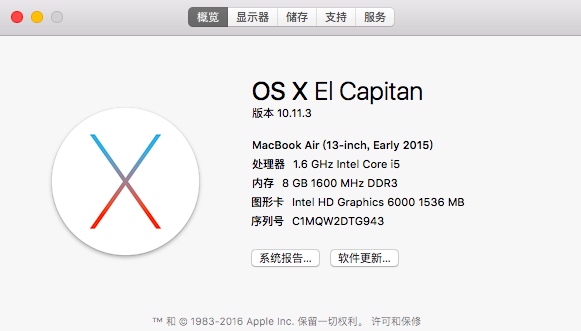 概览 显示器 储存 支持 服务
OS X El Capitan
版本 10.11.3
MacBook Air (13-inch, Early 2015)
处理器 1.6 GHz Intel Core i5
内存 8 GB 1600 MHz DDR3
图形卡 Intel HD Graphics 6000 1536 MB
序列号 C1MQW2DTG943
系统报告... 软件更新...
™ 和 © 1983-2016 Apple Inc. 保留一切权利。 许可和保修